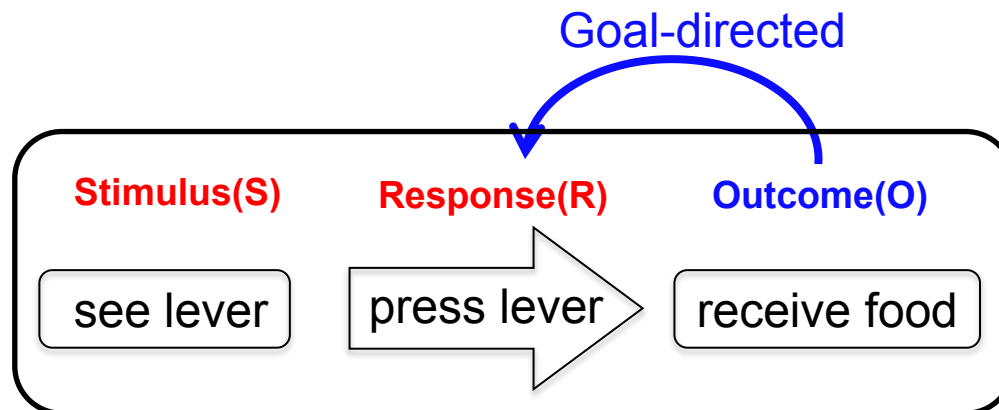 Goal-directed
Stimulus(S) Response(R) Outcome(O)
see lever press lever receive food